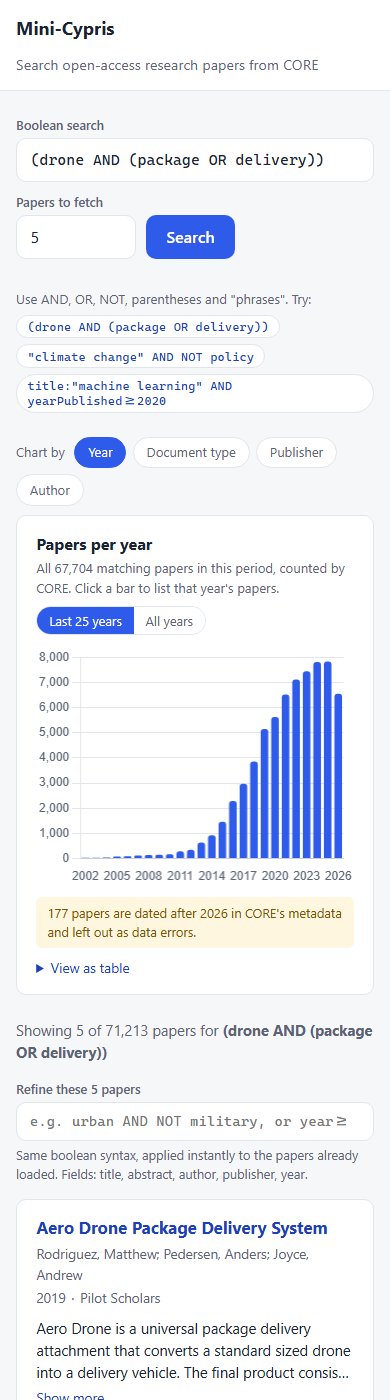 Mini-Cypris
Search open-access research papers from CORE
Boolean search
(drone AND (package OR delivery))
Papers to fetch
5
Search
Use AND, OR, NOT, parentheses and "phrases". Try:
(drone AND (package OR delivery))
"climate change" AND NOT policy
title:"machine learning" AND
yearPublished≥2020
Chart by
Year
Document type
Publisher
Author
Papers per year
All 67,704 matching papers in this period, counted by
CORE. Click a bar to list that year's papers.
Last 25 years
All years
8,000
7,000
6,000
5,000
4,000
3,000
2,000
1,000
0
2002 2005 2008 2011 2014 2017 2020 2023 2026
177 papers are dated after 2026 in CORE's metadata
and left out as data errors.
▶ View as table
Showing 5 of 71,213 papers for (drone AND (package
OR delivery))
Refine these 5 papers
e.g. urban AND NOT military, or year≥
Same boolean syntax, applied instantly to the papers already
loaded. Fields: title, abstract, author, publisher, year.
Aero Drone Package Delivery System
Rodriguez, Matthew; Pedersen, Anders; Joyce,
Andrew
2019 · Pilot Scholars
Aero Drone is a universal package delivery
attachment that converts a standard sized drone
into a delivery vehicle. The final product consis...
Show more